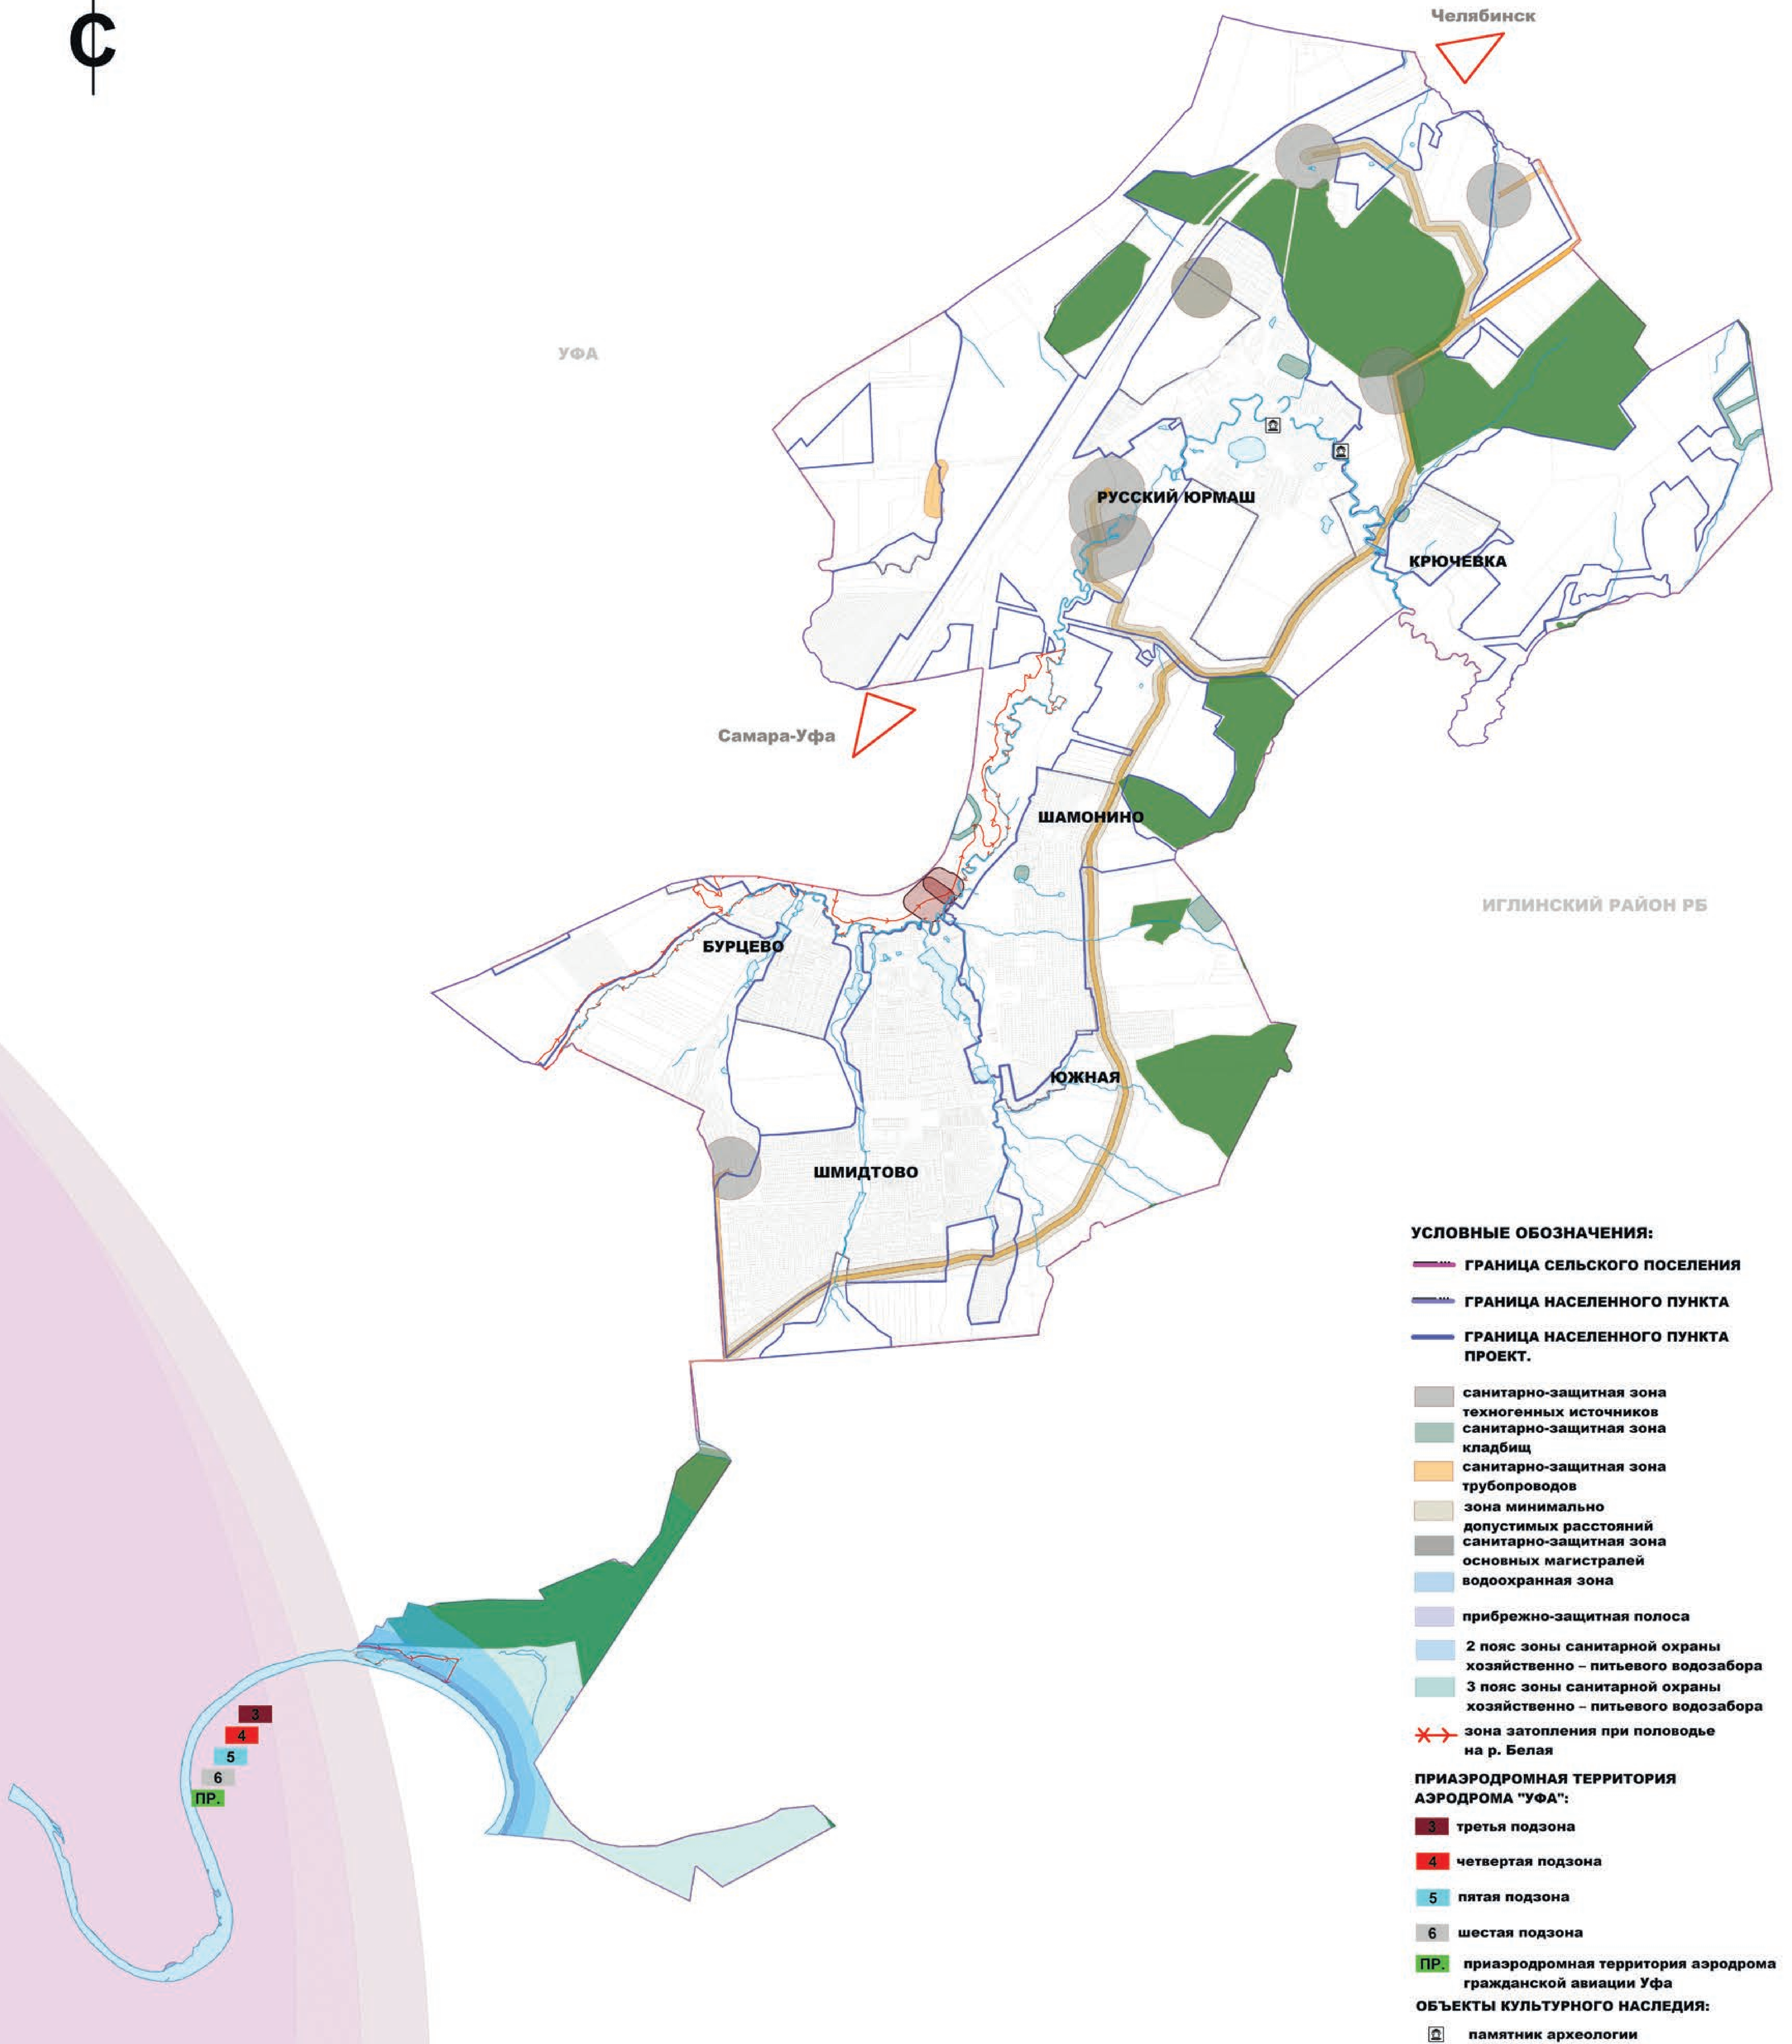 С
Челябинск
УФА
РУССКИЙ ЮРМАШ
КРЮЧЕВКА
Самара-Уфа
ШАМОНИНО
ИГЛИНСКИЙ РАЙОН РБ
БУРЦЕВО
ЮЖНАЯ
ШМИДТОВО
3
4
5
6
ПР.
УСЛОВНЫЕ ОБОЗНАЧЕНИЯ:
ГРАНИЦА СЕЛЬСКОГО ПОСЕЛЕНИЯ
ГРАНИЦА НАСЕЛЕННОГО ПУНКТА
ГРАНИЦА НАСЕЛЕННОГО ПУНКТА
ПРОЕКТ.
санитарно-защитная зона
техногенных источников
санитарно-защитная зона
кладбищ
санитарно-защитная зона
трубопроводов
зона минимально
допустимых расстояний
санитарно-защитная зона
основных магистралей
водоохранная зона
прибрежно-защитная полоса
2 пояс зоны санитарной охраны
хозяйственно – питьевого водозабора
3 пояс зоны санитарной охраны
хозяйственно – питьевого водозабора
зона затопления при половодье
на р. Белая
ПРИАЭРОДРОМНАЯ ТЕРРИТОРИЯ
АЭРОДРОМА "УФА":
3 третья подзона
4 четвертая подзона
5 пятая подзона
6 шестая подзона
ПР. приаэродромная территория аэродрома
гражданской авиации Уфа
ОБЪЕКТЫ КУЛЬТУРНОГО НАСЛЕДИЯ:
памятник археологии